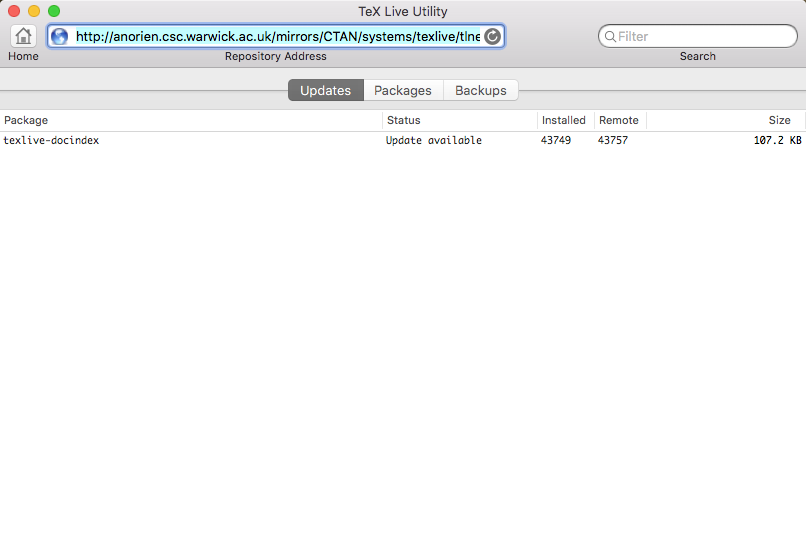 TeX Live Utility
http://anorien.csc.warwick.ac.uk/mirrors/CTAN/systems/texlive/tlne
Filter
Home
Repository Address
Search
Updates
Packages
Backups
Package Status Installed Remote Size
texlive-docindex Update available 43749 43757 107.2 KB